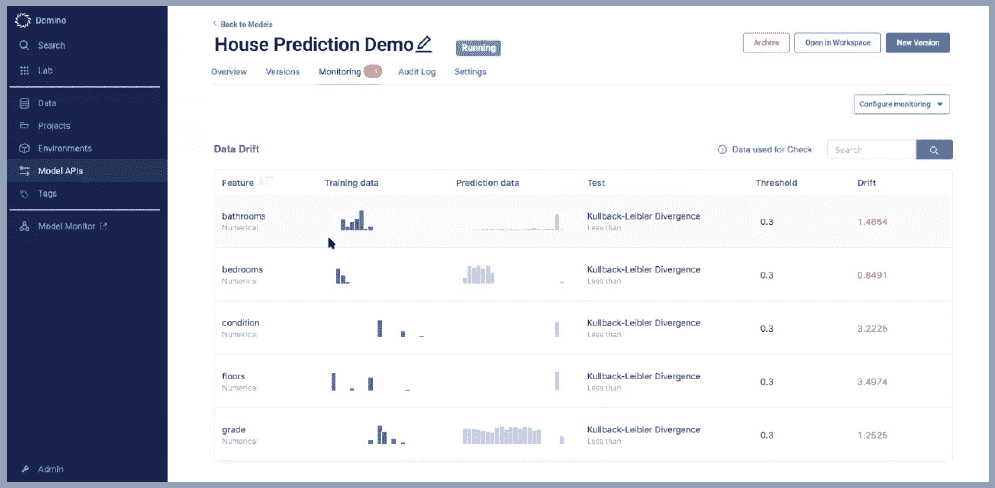 Domino
Search
Lab
Data
Projects
Environments
Model APIs
Tags
Model Monitor
Admin
Back to Models
House Prediction Demo
Running
Archive
Open in Workspace
New Version
Overview
Versions
Monitoring
Audit Log
Settings
Configure monitoring
Data Drift
Data used for Check
Search
Feature Training data Prediction data Test Threshold Drift
bathrooms Kullback-Leibler Divergence 0.3 1.4854
Numerical Less than
bedrooms Kullback-Leibler Divergence 0.3 0.8491
Numerical Less than
condition Kullback-Leibler Divergence 0.3 3.2225
Numerical Less than
floors Kullback-Leibler Divergence 0.3 3.4974
Numerical Less than
grade Kullback-Leibler Divergence 0.3 1.2525
Numerical Less than